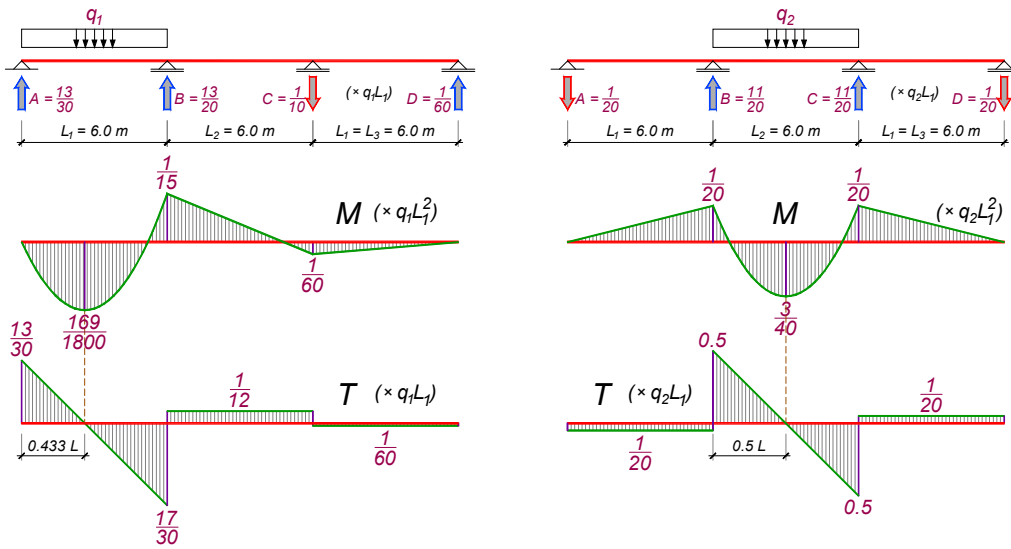 q₁
A = 13/30
B = 13/20
C = 1/10
(× q₁L₁)
D = 1/60
L₁ = 6.0 m
L₂ = 6.0 m
L₁ = L₃ = 6.0 m
1/15
M (× q₁L₁²)
1/60
169/1800
13/30
1/12
T (× q₁L₁)
1/60
0.433 L
17/30
q₂
A = 1/20
B = 11/20
C = 11/20
(× q₂L₁)
D = 1/20
L₁ = 6.0 m
L₂ = 6.0 m
L₁ = L₃ = 6.0 m
1/20
1/20
M (× q₂L₁²)
3/40
0.5
T (× q₂L₁)
1/20
1/20
0.5 L
0.5